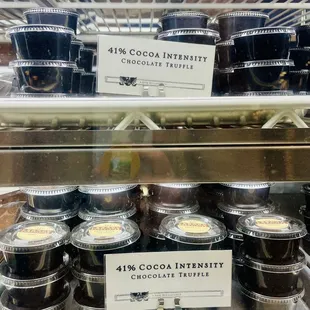 41% Cocoa Intensity
Chocolate Truffle
41% Cocoa Intensity
Chocolate Truffle